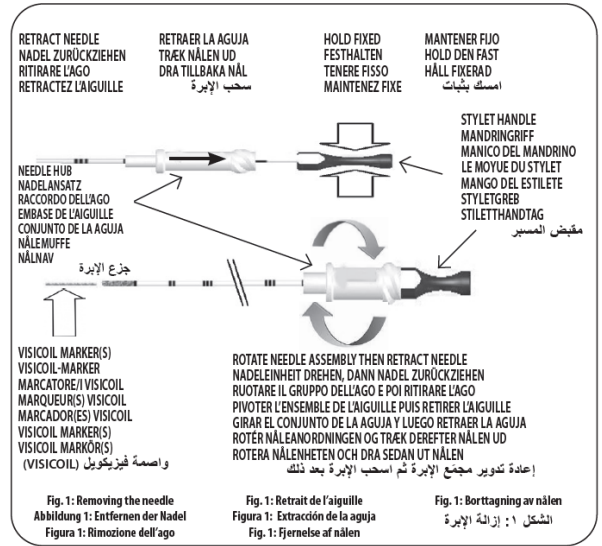 RETRACT NEEDLE
NADEL ZURÜCKZIEHEN
RITIRARE L'AGO
RETRACTEZ L'AIGUILLE
RETRAER LA AGUJA
TRÆK NÅLEN UD
DRA TILLBAKA NÅL
سحب الإبرة
HOLD FIXED
FESTHALTEN
TENERE FISSO
MAINTENEZ FIXE
MANTENER FIJO
HOLD DEN FAST
HÅLL FIXERAD
امسك بثبات
STYLET HANDLE
MANDRINGRIFF
MANICO DEL MANDRINO
LE MOYUE DU STYLET
MANGO DEL ESTILETE
STYLETGREB
STILETTHANDTAG
مقبض المسبر
NEEDLE HUB
NADELANSATZ
RACCORDO DELL'AGO
EMBASE DE L'AIGUILLE
CONJUNTO DE LA AGUJA
NÅLEMUFFE
NÅLNAV
جزع الإبرة
VISICOIL MARKER(S)
VISICOIL-MARKER
MARCATORE/I VISICOIL
MARQUEUR(S) VISICOIL
MARCADOR(ES) VISICOIL
VISICOIL MARKER(S)
VISICOIL MARKÖR(S)
واصمة فيزيكويل (VISICOIL)
ROTATE NEEDLE ASSEMBLY THEN RETRACT NEEDLE
NADELEINHEIT DREHEN, DANN NADEL ZURÜCKZIEHEN
RUOTARE IL GRUPPO DELL'AGO E POI RITIRARE L'AGO
PIVOTER L'ENSEMBLE DE L'AIGUILLE PUIS RETIRER L'AIGUILLE
GIRAR EL CONJUNTO DE LA AGUJA Y LUEGO RETRAER LA AGUJA
ROTÉR NÅLEANORDNINGEN OG TRÆK DEREFTER NÅLEN UD
ROTERA NÅLENHETEN OCH DRA SEDAN UT NÅLEN
إعادة تدوير مجمّع الإبرة ثم اسحب الإبرة بعد ذلك
Fig. 1: Removing the needle
Abbildung 1: Entfernen der Nadel
Figura 1: Rimozione dell'ago
Fig. 1: Retrait de l'aiguille
Figura 1: Extracción de la aguja
Fig. 1: Fjernelse af nålen
Fig. 1: Borttagning av nålen
الشكل ١: إزالة الإبرة